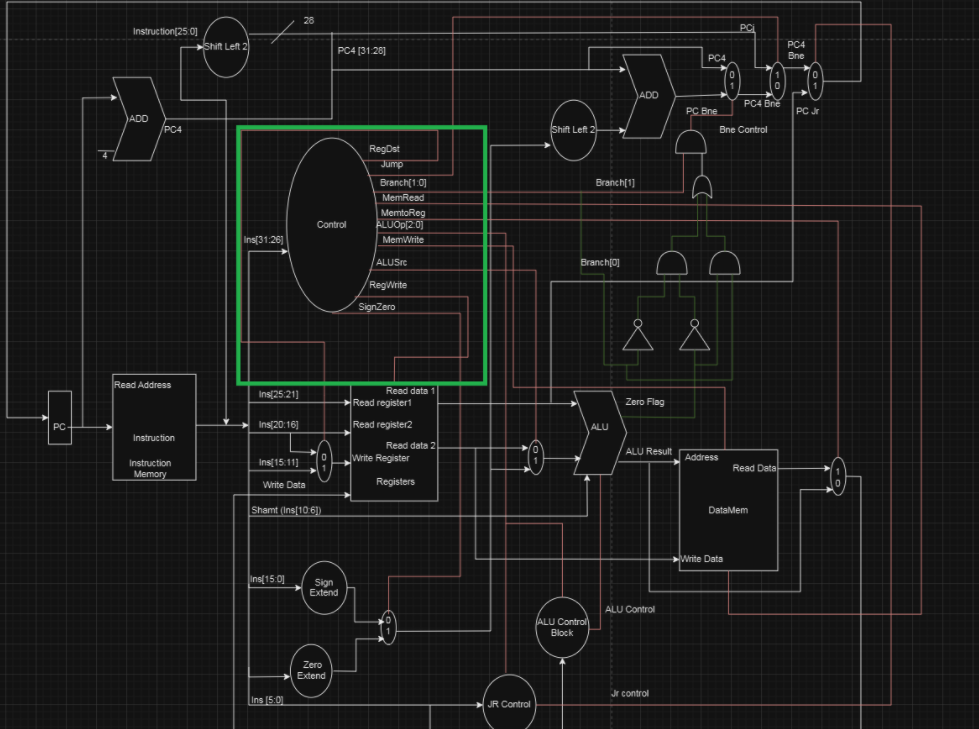 Instruction[25:0]
28
Shift Left 2
PC4 [31:28]
PCj
PC4
Bne
PC4
0
1
1
0
0
1
ADD
PC4
4
ADD
PC4 Bne
PC Jr
PC Bne
Bne Control
Shift Left 2
RegDst
Jump
Branch[1:0]
Branch[1]
MemRead
MemtoReg
Control
ALUOp[2:0]
Ins[31:26]
MemWrite
ALUSrc
Branch[0]
RegWrite
SignZero
Read Address
Instruction
Instruction
Memory
PC
Ins[25:21]
Read data 1
Read register1
Zero Flag
Ins[20:16]
Read register2
ALU
Read data 2
0
1
0
1
Ins[15:11]
Write Register
ALU Result
Address
Read Data
1
0
Registers
Write Data
Shamt (Ins[10:6])
DataMem
Write Data
Ins[15:0]
Sign
Extend
0
1
ALU Control
ALU Control
Block
Zero
Extend
Ins [5:0]
JR Control
Jr control